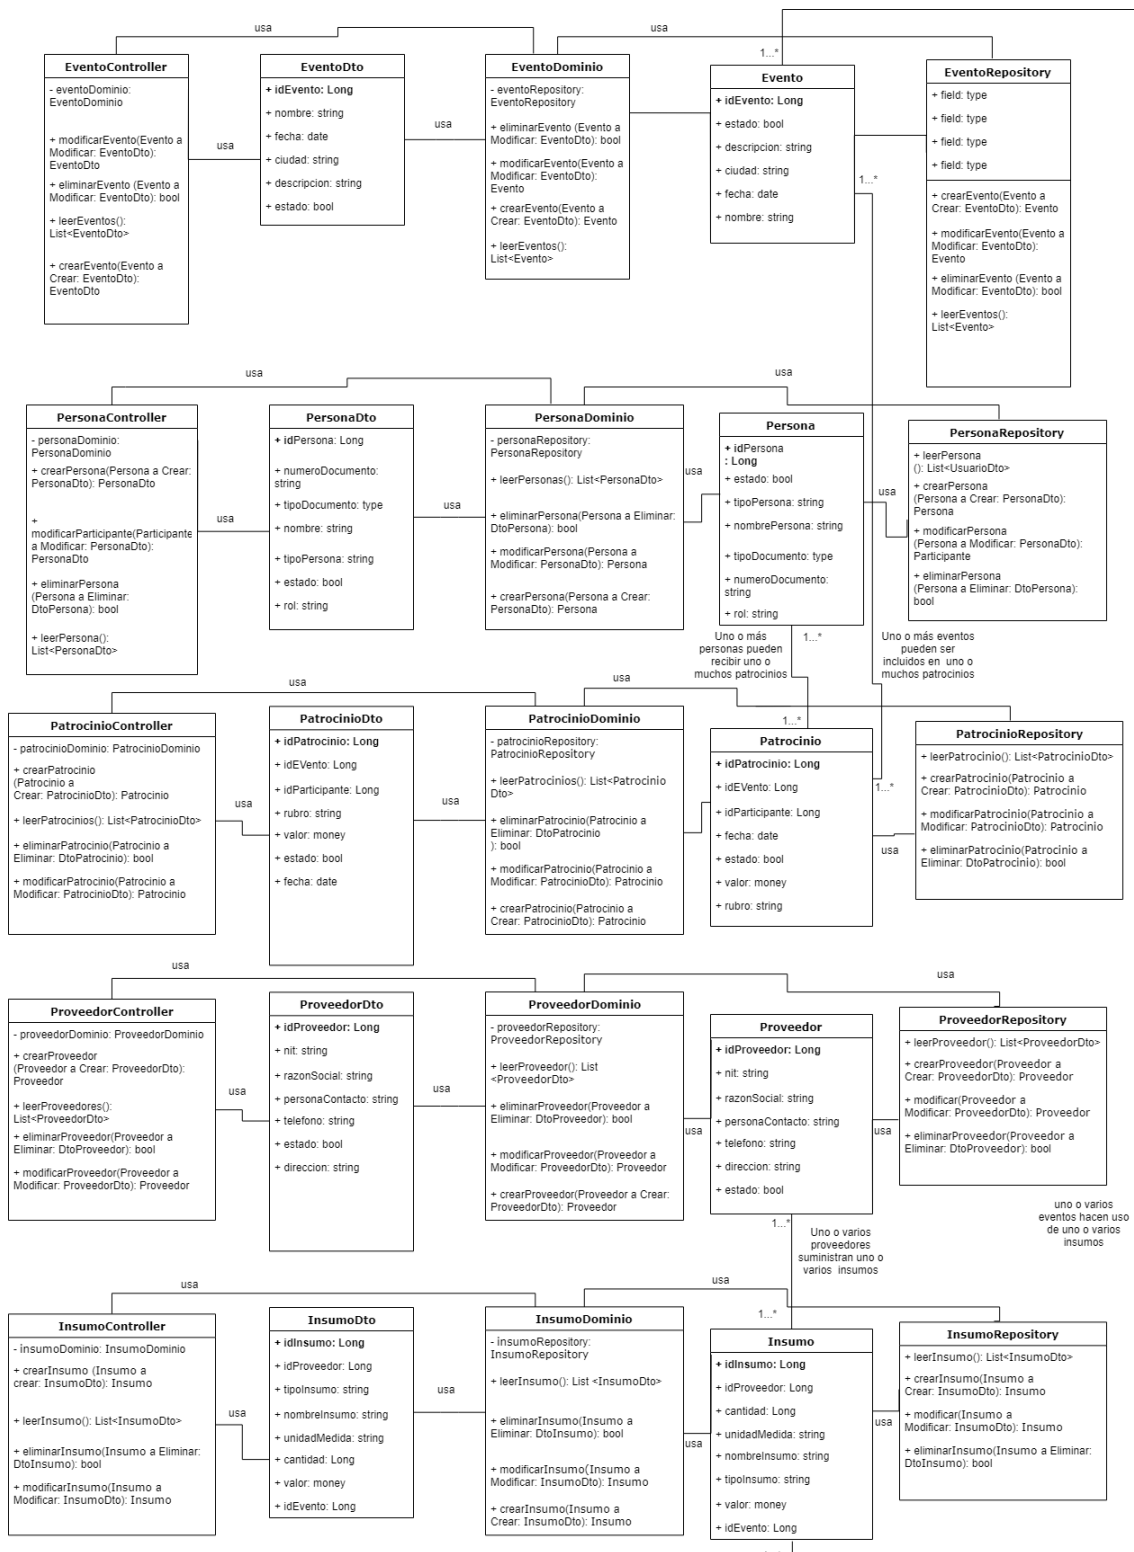 usa
usa
1...*
EventoController
- eventoDominio:
EventoDominio
+ modificarEvento(Evento a
Modificar: EventoDto):
EventoDto
+ eliminarEvento (Evento a
Modificar: EventoDto): bool
+ leerEventos():
List<EventoDto>
+ crearEvento(Evento a
Crear: EventoDto):
EventoDto
usa
EventoDto
+ idEvento: Long
+ nombre: string
+ fecha: date
+ ciudad: string
+ descripcion: string
+ estado: bool
usa
EventoDominio
- eventoRepository:
EventoRepository
+ eliminarEvento (Evento a
Modificar: EventoDto): bool
+ modificarEvento(Evento a
Modificar: EventoDto):
Evento
+ crearEvento(Evento a
Crear: EventoDto): Evento
+ leerEventos():
List<Evento>
Evento
+ idEvento: Long
+ estado: bool
+ descripcion: string
+ ciudad: string
+ fecha: date
+ nombre: string
1...*
EventoRepository
+ field: type
+ field: type
+ field: type
+ field: type
+ crearEvento(Evento a
Crear: EventoDto): Evento
+ modificarEvento(Evento a
Modificar: EventoDto):
Evento
+ eliminarEvento (Evento a
Modificar: EventoDto): bool
+ leerEventos():
List<Evento>
usa
usa
PersonaController
- personaDominio:
PersonaDominio
+ crearPersona(Persona a Crear:
PersonaDto): PersonaDto
+
modificarParticipante(Participante
a Modificar: PersonaDto):
PersonaDto
+ eliminarPersona
(Persona a Eliminar:
DtoPersona): bool
+ leerPersona():
List<PersonaDto>
usa
PersonaDto
+ idPersona: Long
+ numeroDocumento:
string
+ tipoDocumento: type
+ nombre: string
+ tipoPersona: string
+ estado: bool
+ rol: string
usa
PersonaDominio
- personaRepository:
PersonaRepository
+ leerPersonas(): List<PersonaDto>
+ eliminarPersona(Persona a Eliminar:
DtoPersona): bool
+ modificarPersona(Persona a
Modificar: PersonaDto): Persona
+ crearPersona(Persona a Crear:
PersonaDto): Persona
usa
Persona
+ idPersona
: Long
+ estado: bool
+ tipoPersona: string
+ nombrePersona: string
+ tipoDocumento: type
+ numeroDocumento:
string
+ rol: string
usa
PersonaRepository
+ leerPersona
(): List<UsuarioDto>
+ crearPersona
(Persona a Crear: PersonaDto):
Persona
+ modificarPersona
(Persona a Modificar: PersonaDto):
Participante
+ eliminarPersona
(Persona a Eliminar: DtoPersona):
bool
Uno o más
personas pueden
recibir uno o
muchos patrocinios
1...*
Uno o más eventos
pueden ser
incluidos en uno o
muchos patrocinios
usa
usa
1...*
PatrocinioController
- patrocinioDominio: PatrocinioDominio
+ crearPatrocinio
(Patrocinio a
Crear: PatrocinioDto): Patrocinio
+ leerPatrocinios(): List<PatrocinioDto>
+ eliminarPatrocinio(Patrocinio a
Eliminar: DtoPatrocinio): bool
+ modificarPatrocinio(Patrocinio a
Modificar: PatrocinioDto): Patrocinio
usa
PatrocinioDto
+ idPatrocinio: Long
+ idEVento: Long
+ idParticipante: Long
+ rubro: string
+ valor: money
+ estado: bool
+ fecha: date
usa
PatrocinioDominio
- patrocinioRepository:
PatrocinioRepository
+ leerPatrocinios(): List<Patrocinio
Dto>
+ eliminarPatrocinio(Patrocinio a
Eliminar: DtoPatrocinio
): bool
+ modificarPatrocinio(Patrocinio a
Modificar: PatrocinioDto): Patrocinio
+ crearPatrocinio(Patrocinio a
Crear: PatrocinioDto): Patrocinio
usa
Patrocinio
+ idPatrocinio: Long
+ idEVento: Long
+ idParticipante: Long
+ fecha: date
+ estado: bool
+ valor: money
+ rubro: string
1...*
usa
PatrocinioRepository
+ leerPatrocinio(): List<PatrocinioDto>
+ crearPatrocinio(Patrocinio a
Crear: PatrocinioDto): Patrocinio
+ modificarPatrocinio(Patrocinio a
Modificar: PatrocinioDto): Patrocinio
+ eliminarPatrocinio(Patrocinio a
Eliminar: DtoPatrocinio): bool
usa
usa
ProveedorController
- proveedorDominio: ProveedorDominio
+ crearProveedor
(Proveedor a Crear: ProveedorDto):
Proveedor
+ leerProveedores():
List<ProveedorDto>
+ eliminarProveedor(Proveedor a
Eliminar: DtoProveedor): bool
+ modificarProveedor(Proveedor a
Modificar: ProveedorDto): Proveedor
usa
ProveedorDto
+ idProveedor: Long
+ nit: string
+ razonSocial: string
+ personaContacto: string
+ telefono: string
+ estado: bool
+ direccion: string
usa
ProveedorDominio
- proveedorRepository:
ProveedorRepository
+ leerProveedor(): List
<ProveedorDto>
+ eliminarProveedor(Proveedor a
Eliminar: DtoProveedor): bool
+ modificarProveedor(Proveedor a
Modificar: ProveedorDto): Proveedor
+ crearProveedor(Proveedor a Crear:
ProveedorDto): Proveedor
usa
Proveedor
+ idProveedor: Long
+ nit: string
+ razonSocial: string
+ personaContacto: string
+ telefono: string
+ direccion: string
+ estado: bool
usa
ProveedorRepository
+ leerProveedor(): List<ProveedorDto>
+ crearProveedor(Proveedor a
Crear: ProveedorDto): Proveedor
+ modificar(Proveedor a
Modificar: ProveedorDto): Proveedor
+ eliminarProveedor(Proveedor a
Eliminar: DtoProveedor): bool
1...*
Uno o varios
proveedores
suministran uno o
varios insumos
uno o varios
eventos hacen uso
de uno o varios
insumos
usa
usa
1...*
InsumoController
- insumoDominio: InsumoDominio
+ crearInsumo (Insumo a
crear: InsumoDto): Insumo
+ leerInsumo(): List<InsumoDto>
+ eliminarInsumo(Insumo a Eliminar:
DtoInsumo): bool
+ modificarInsumo(Insumo a
Modificar: InsumoDto): Insumo
usa
InsumoDto
+ idInsumo: Long
+ idProveedor: Long
+ tipoInsumo: string
+ nombreInsumo: string
+ unidadMedida: string
+ cantidad: Long
+ valor: money
+ idEvento: Long
usa
InsumoDominio
- insumoRepository:
InsumoRepository
+ leerInsumo(): List <InsumoDto>
+ eliminarInsumo(Insumo a
Eliminar: DtoInsumo): bool
+ modificarInsumo(Insumo a
Modificar: InsumoDto): Insumo
+ crearInsumo(Insumo a
Crear: InsumoDto): Insumo
usa
Insumo
+ idInsumo: Long
+ idProveedor: Long
+ cantidad: Long
+ unidadMedida: string
+ nombreInsumo: string
+ tipoInsumo: string
+ valor: money
+ idEvento: Long
usa
InsumoRepository
+ leerInsumo(): List<InsumoDto>
+ crearInsumo(Insumo a
Crear: InsumoDto): Insumo
+ modificar(Insumo a
Modificar: InsumoDto): Insumo
+ eliminarInsumo(Insumo a Eliminar:
DtoInsumo): bool